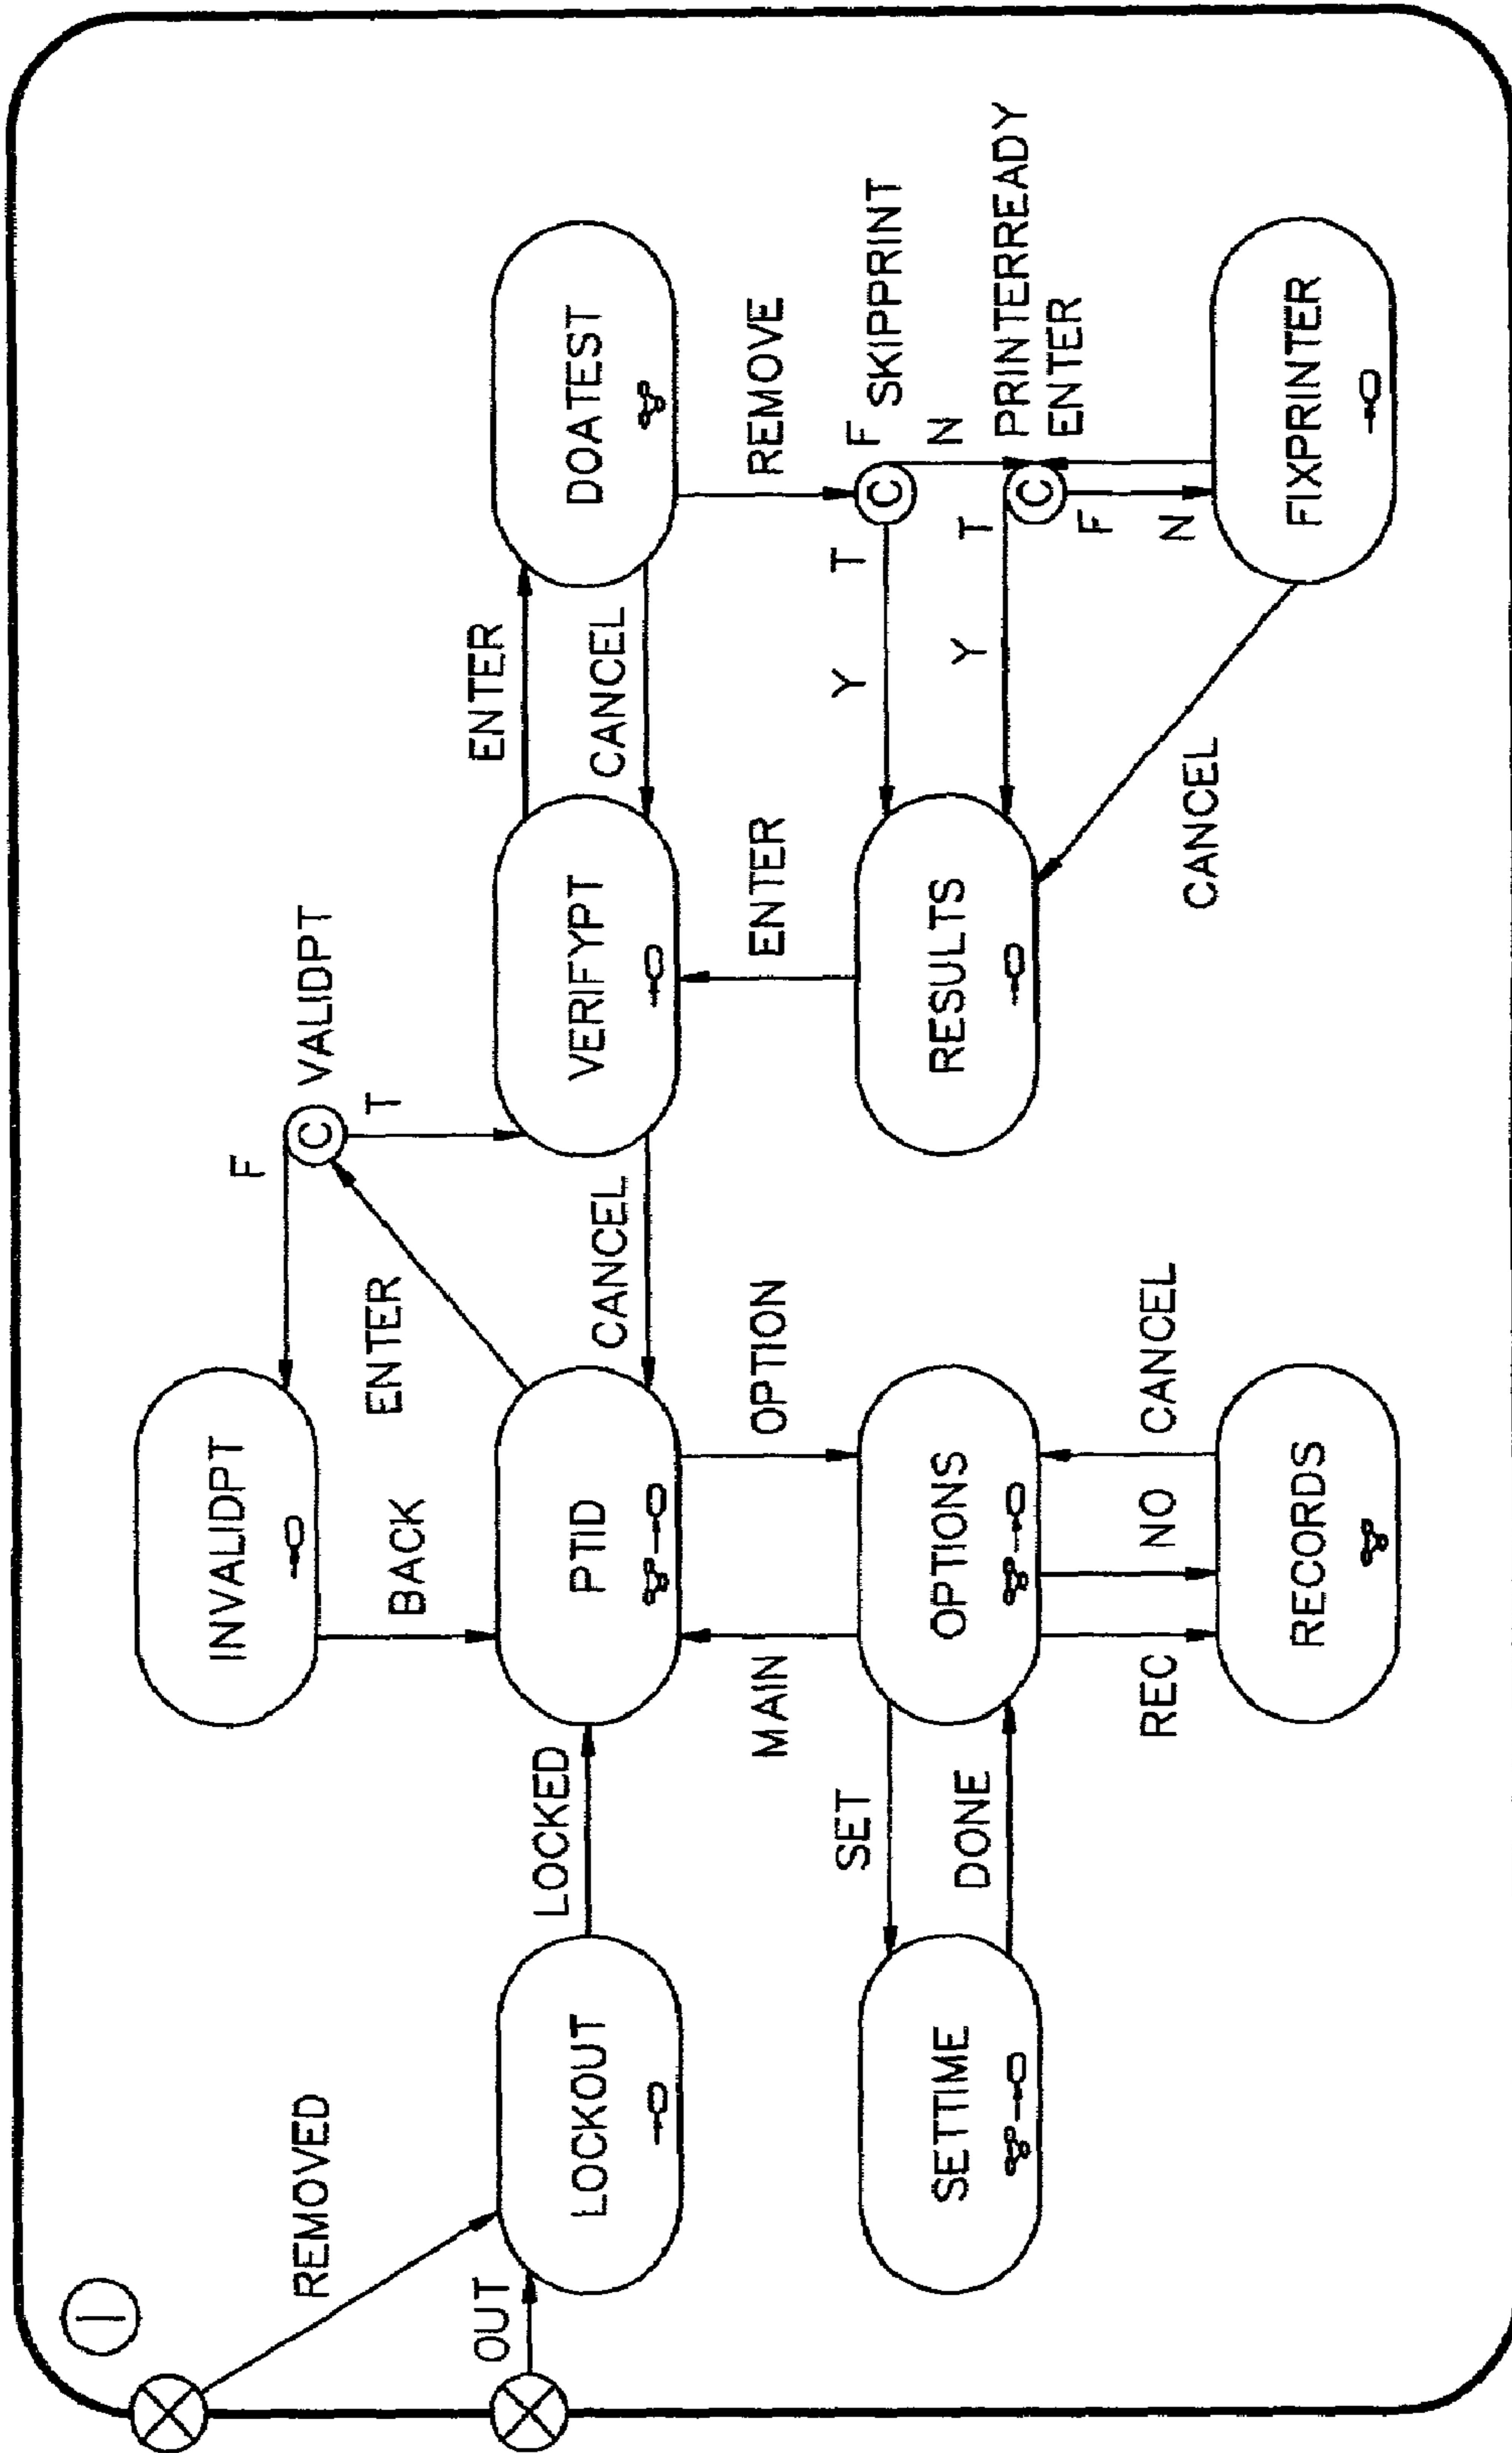 INVALIDPT
F
REMOVED
C
VALIDPT
BACK
ENTER
T
OUT
ENTER
LOCKED
LOCKOUT
PTID
VERIFYPT
DOATEST
CANCEL
CANCEL
MAIN
OPTION
ENTER
REMOVE
SET
Y
T
F
C
SKIPPRINT
N
SETTIME
OPTIONS
RESULTS
DONE
Y
T
PRINTERREADY
C
ENTER
F
REC
NO
CANCEL
N
CANCEL
RECORDS
FIXPRINTER